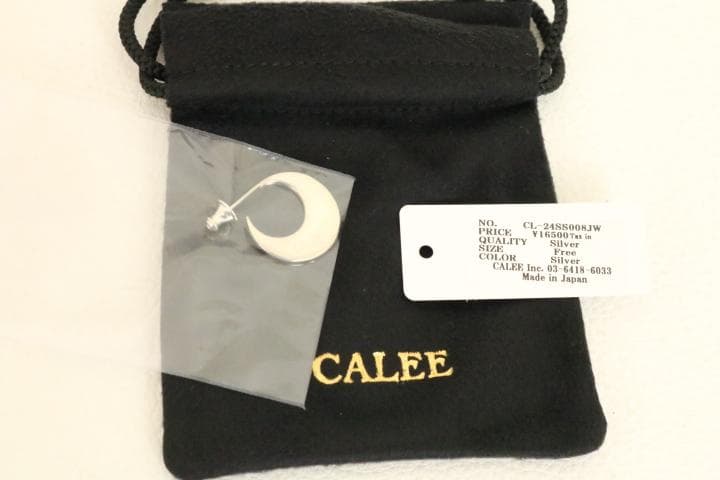 NO. CL-24SS008JW
PRICE ¥16500Tax in
QUALITY Silver
SIZE Free
COLOR Silver
CALEE Inc. 03-6418-6033
Made in Japan
CALEE